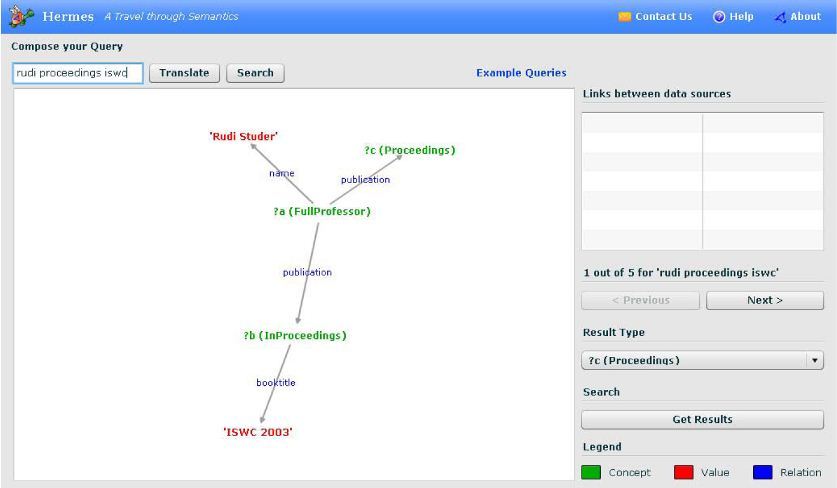 Hermes A Travel through Semantics Contact Us Help About
Compose your Query
rudi proceedings iswc Translate Search Example Queries
Links between data sources
'Rudi Studer'
?c (Proceedings)
name
publication
?a (FullProfessor)
publication
1 out of 5 for 'rudi proceedings iswc'
< Previous Next >
?b (InProceedings)
Result Type
?c (Proceedings)
booktitle
Search
Get Results
'ISWC 2003'
Legend
Concept Value Relation